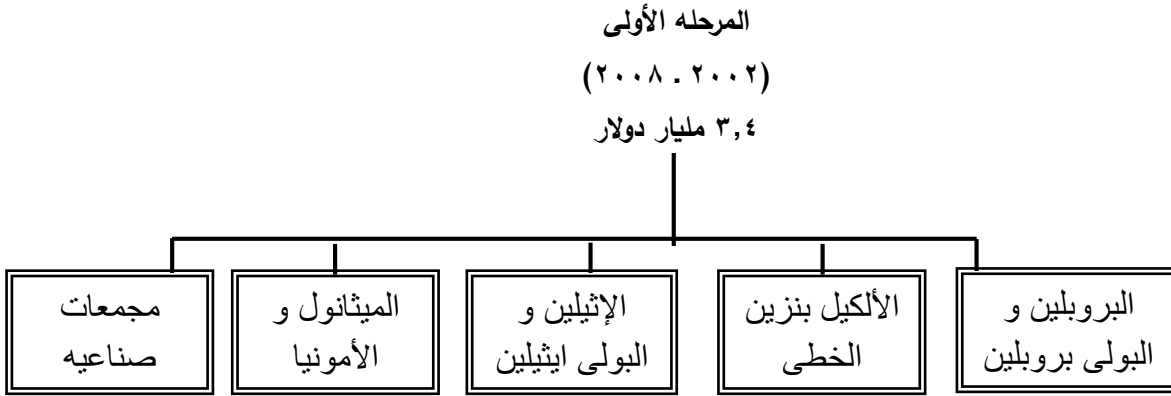 المرحله الأولى
(٢٠٠٢ - ٢٠٠٨)
٣,٤ مليار دولار
البروبلين و
البولى بروبلين
الألكيل بنزين
الخطى
الإثيلين و
البولى ايثيلين
الميثانول و
الأمونيا
مجمعات
صناعيه